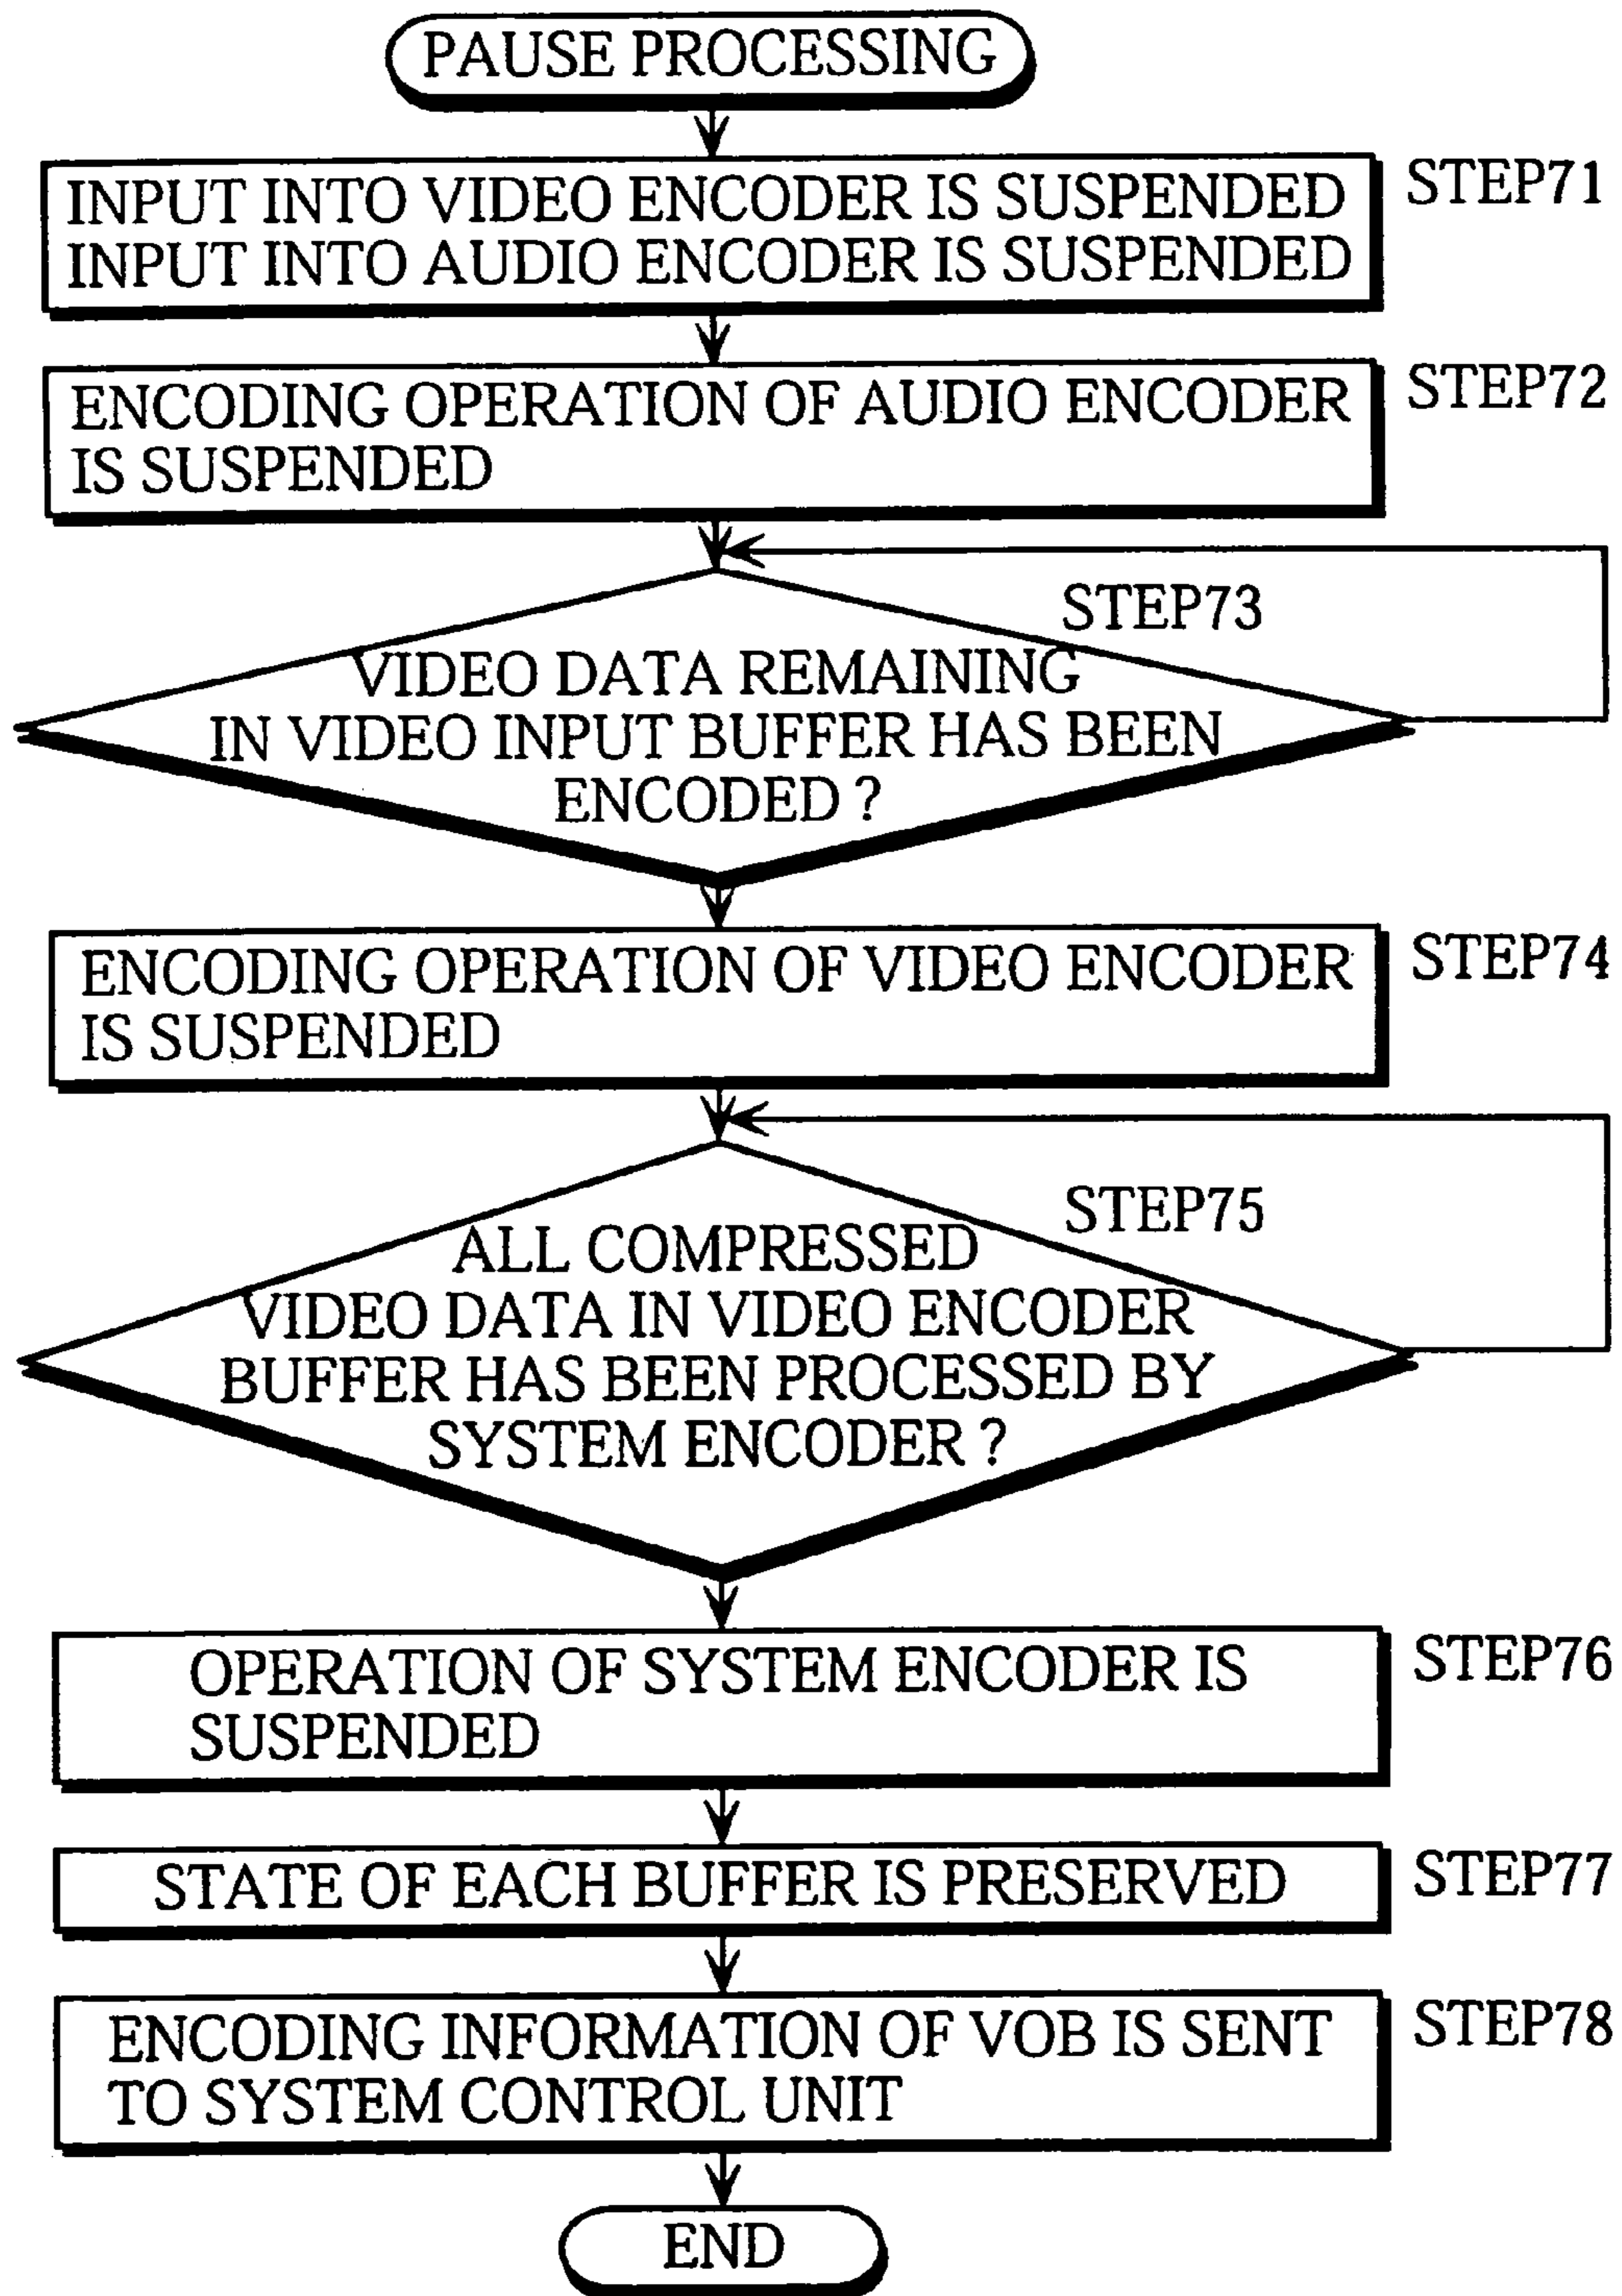 PAUSE PROCESSING
INPUT INTO VIDEO ENCODER IS SUSPENDED
INPUT INTO AUDIO ENCODER IS SUSPENDED
STEP71
ENCODING OPERATION OF AUDIO ENCODER
IS SUSPENDED
STEP72
STEP73
VIDEO DATA REMAINING
IN VIDEO INPUT BUFFER HAS BEEN
ENCODED ?
ENCODING OPERATION OF VIDEO ENCODER
IS SUSPENDED
STEP74
STEP75
ALL COMPRESSED
VIDEO DATA IN VIDEO ENCODER
BUFFER HAS BEEN PROCESSED BY
SYSTEM ENCODER ?
OPERATION OF SYSTEM ENCODER IS
SUSPENDED
STEP76
STATE OF EACH BUFFER IS PRESERVED
STEP77
ENCODING INFORMATION OF VOB IS SENT
TO SYSTEM CONTROL UNIT
STEP78
END